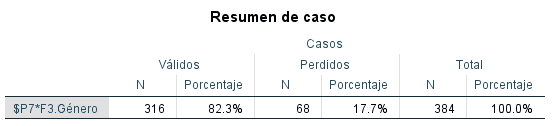 Resumen de caso
Casos
Válidos Perdidos Total
N Porcentaje N Porcentaje N Porcentaje
$P7*F3.Género 316 82.3% 68 17.7% 384 100.0%